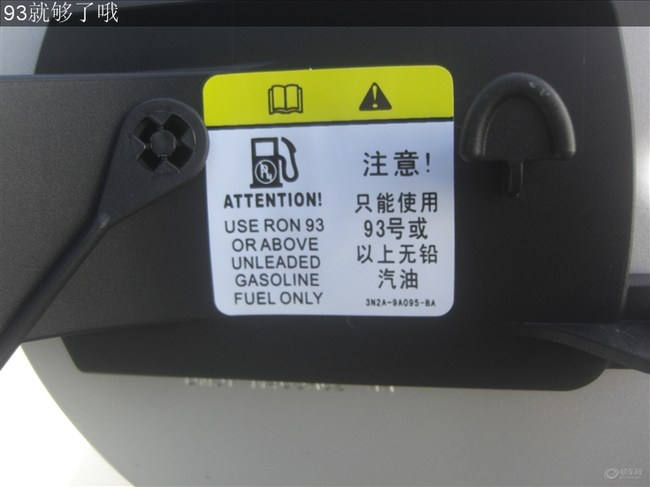 93就够了哦
ATTENTION!
USE RON 93
OR ABOVE
UNLEADED
GASOLINE
FUEL ONLY
注意!
只能使用
93号或
以上无铅
汽油
3N2A-9A095-BA